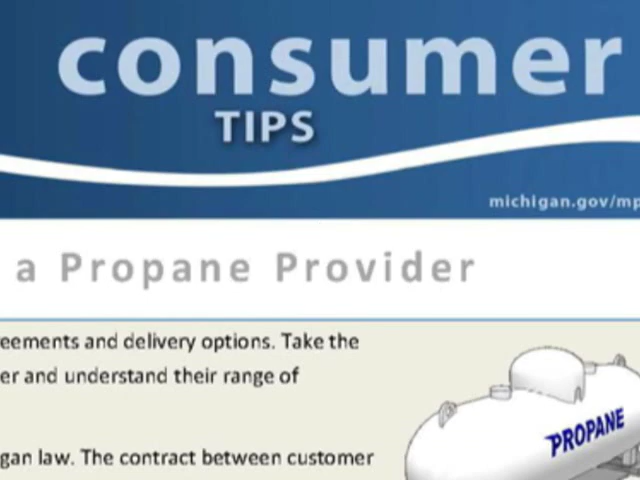 consumer
TIPS
michigan.gov/mp
a Propane Provider
eements and delivery options. Take the
er and understand their range of
gan law. The contract between customer
PROPANE